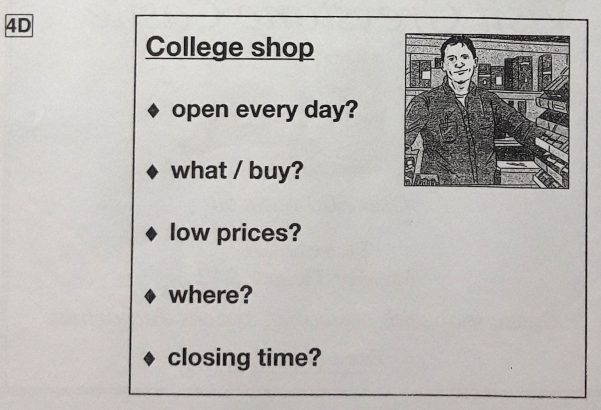 4D
College shop
♦ open every day?
♦ what / buy?
♦ low prices?
♦ where?
♦ closing time?